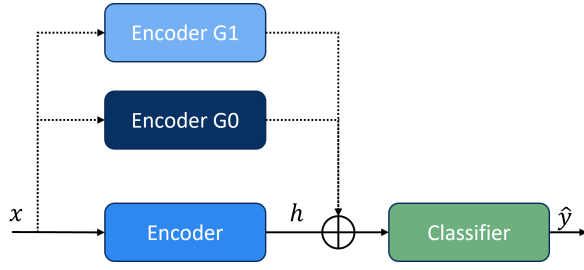 Encoder G1
Encoder G0
x
Encoder
h
Classifier
ŷ